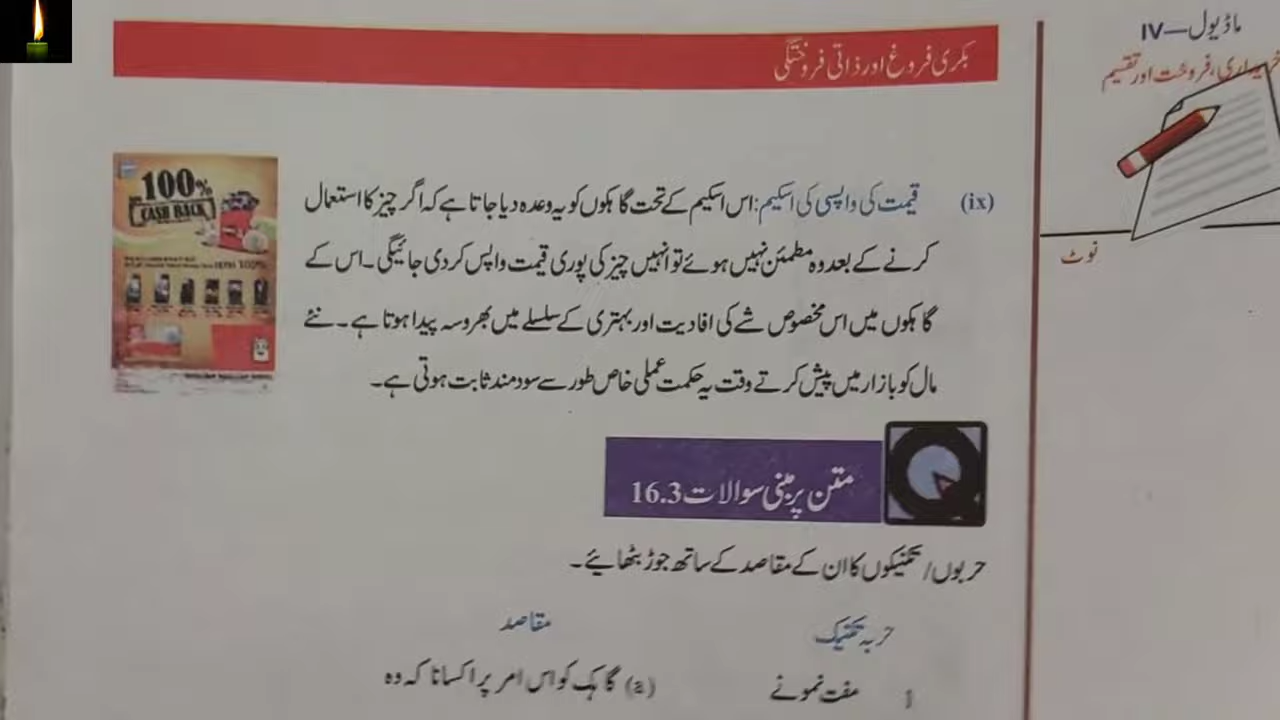 ماڈیول—IV
خریداری، فروخت اور تقسیم
نوٹ
بکری فروغ اور ذاتی فروختگی
(ix) قیمت کی واپسی کی اسکیم: اس اسکیم کے تحت گاہکوں کو یہ وعدہ دیا جاتا ہے کہ اگر چیز کا استعمال
کرنے کے بعد وہ مطمئن نہیں ہوئے تو انہیں چیز کی پوری قیمت واپس کر دی جائیگی۔ اس کے
گاہکوں میں اس مخصوص شے کی افادیت اور بہتری کے سلسلے میں بھروسہ پیدا ہوتا ہے۔ نئے
مال کو بازار میں پیش کرتے وقت یہ حکمت عملی خاص طور سے سود مند ثابت ہوتی ہے۔
100%
CASH BACK
متن پر مبنی سوالات 16.3
حربوں/تکنیکوں کا ان کے مقاصد کے ساتھ جوڑ بٹھائیے۔
حربہ تکنیک مقاصد
1 مفت نمونے (a) گاہک کو اس امر پر اکسانا کہ وہ